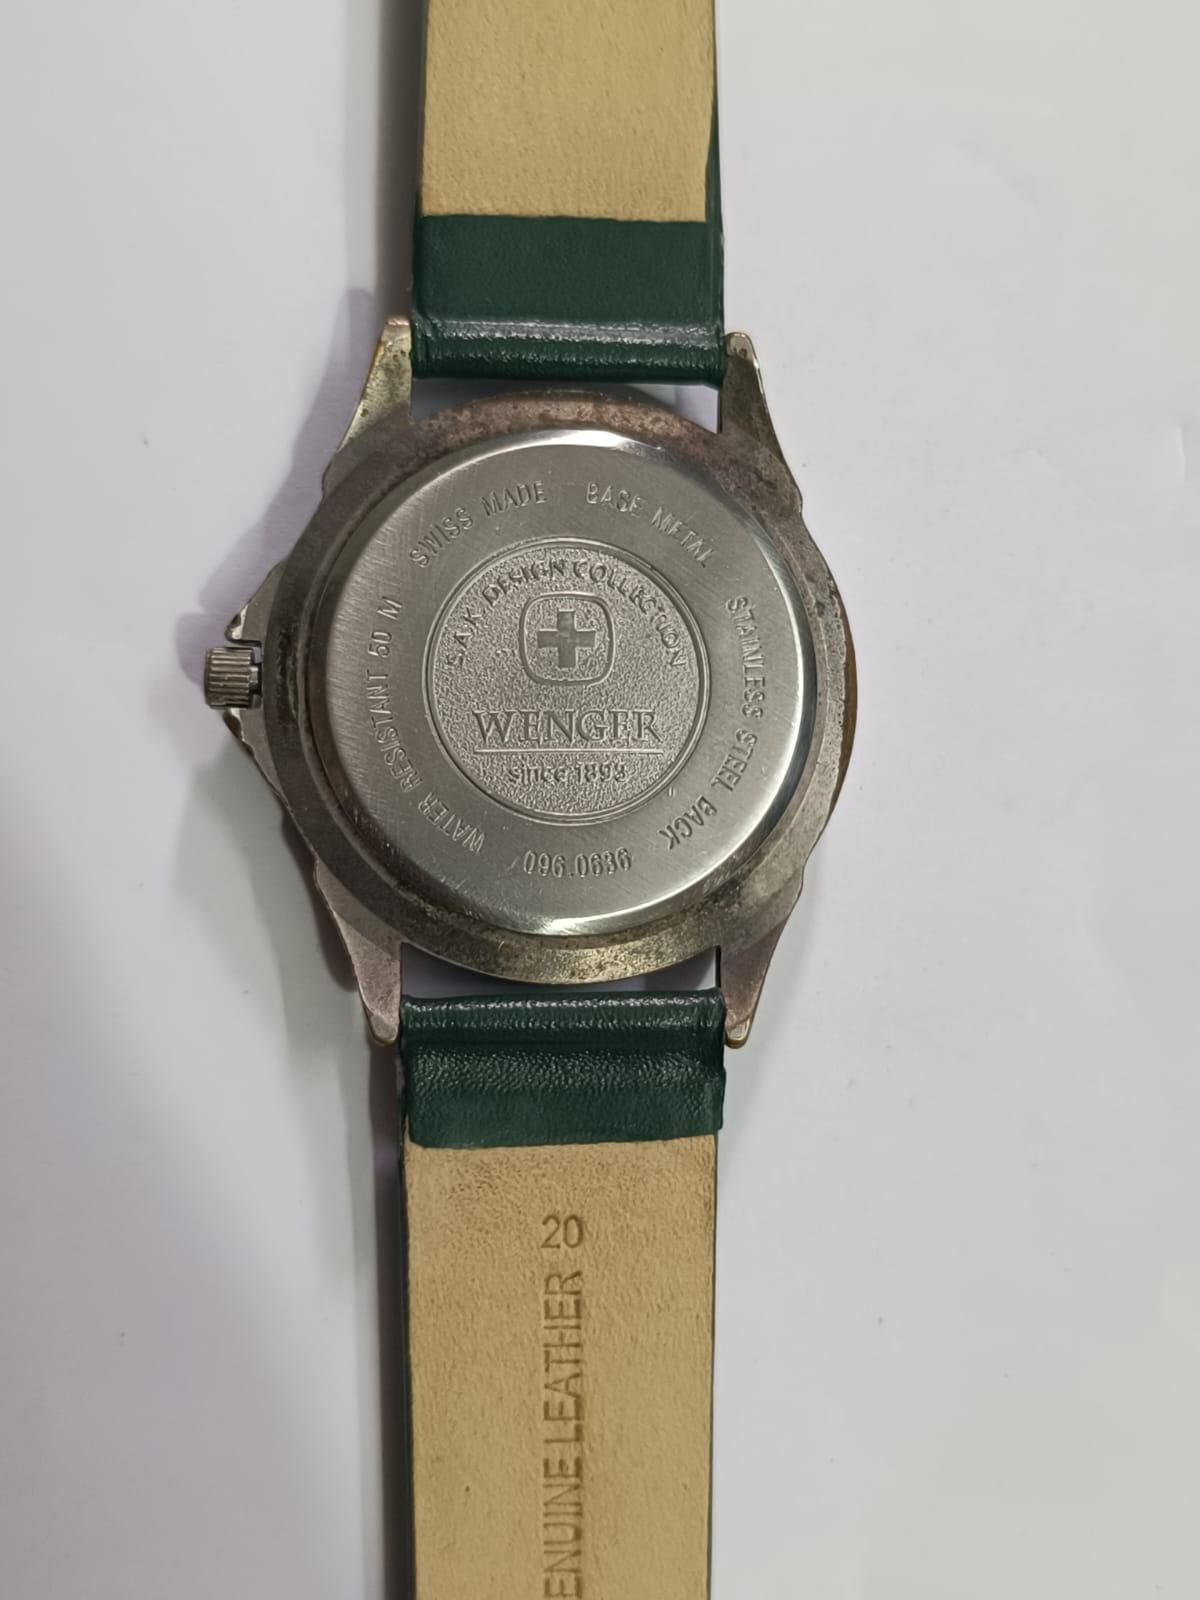 SWISS MADE BASE METAL
STAINLESS STEEL BACK
096.0636
WATER RESISTANT 50 M
S.A.K DESIGN COLLECTION
WENGER
since 1893
20
ENUINE LEATHER